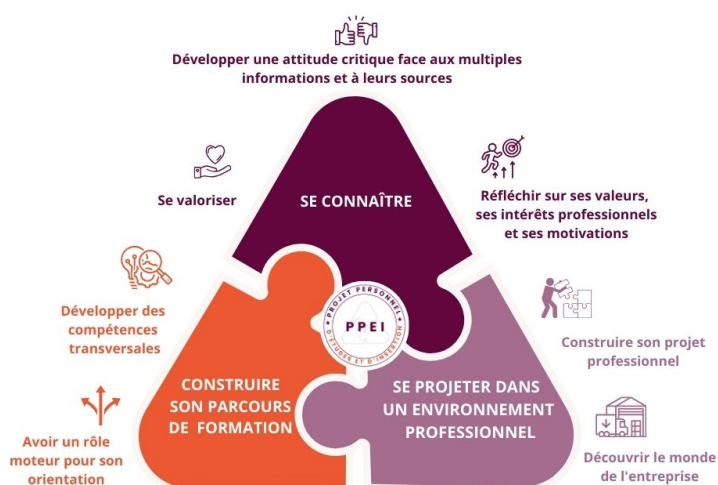 Développer une attitude critique face aux multiples
informations et à leurs sources
Se valoriser
SE CONNAÎTRE
Réfléchir sur ses valeurs,
ses intérêts professionnels
et ses motivations
Développer des
compétences
transversales
PROJET PERSONNEL
PPEI
D'ÉTUDES ET D'INSERTION
Construire son projet
professionnel
CONSTRUIRE
SON PARCOURS
DE FORMATION
SE PROJETER DANS
UN ENVIRONNEMENT
PROFESSIONNEL
Avoir un rôle
moteur pour son
orientation
Découvrir le monde
de l'entreprise